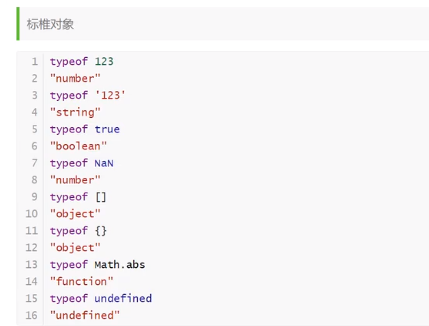 标椎对象
1 typeof 123
2 "number"
3 typeof '123'
4 "string"
5 typeof true
6 "boolean"
7 typeof NaN
8 "number"
9 typeof []
10 "object"
11 typeof {}
12 "object"
13 typeof Math.abs
14 "function"
15 typeof undefined
16 "undefined"